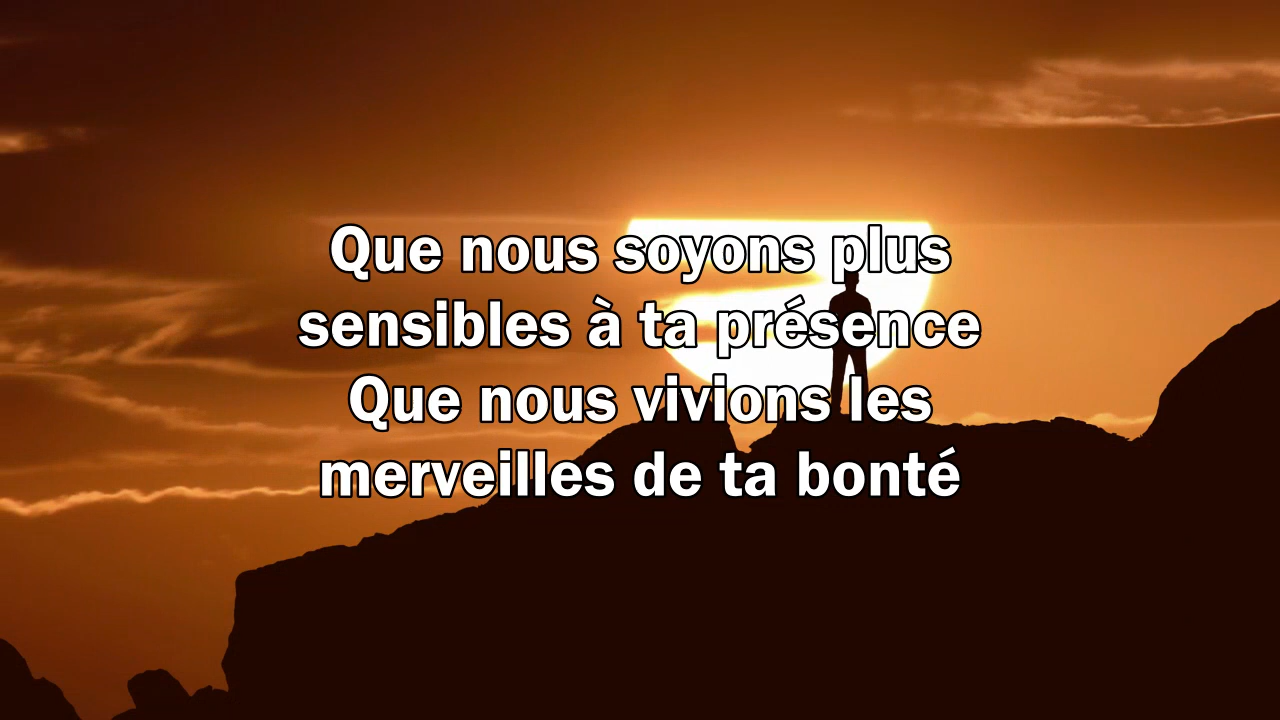 Que nous soyons plus
sensibles à ta présence
Que nous vivions les
merveilles de ta bonté